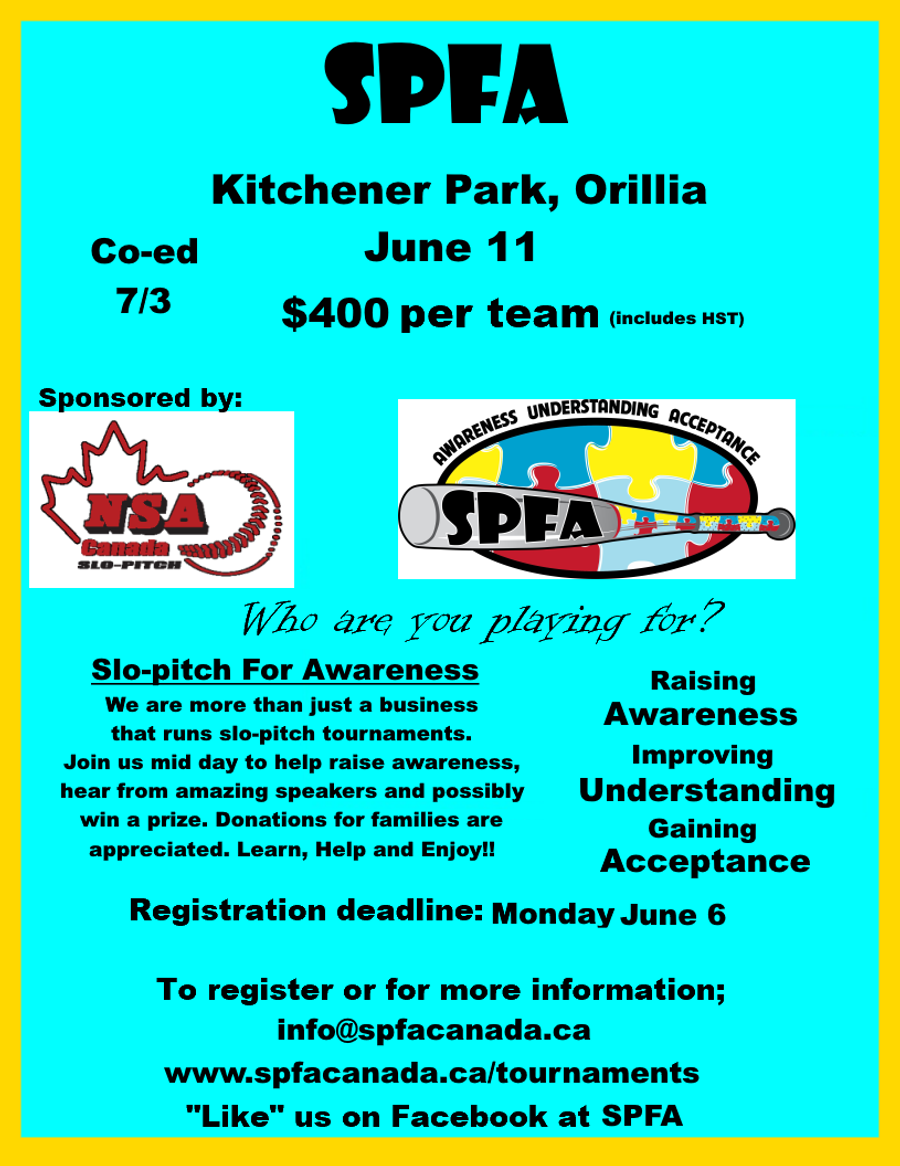 SPFA
Kitchener Park, Orillia
Co-ed
7/3
June 11
$400 per team (includes HST)
Sponsored by:
NSA
Canada
SLO-PITCH
AWARENESS UNDERSTANDING ACCEPTANCE
SPFA
Who are you playing for?
Slo-pitch For Awareness
We are more than just a business
that runs slo-pitch tournaments.
Join us mid day to help raise awareness,
hear from amazing speakers and possibly
win a prize. Donations for families are
appreciated. Learn, Help and Enjoy!!
Raising
Awareness
Improving
Understanding
Gaining
Acceptance
Registration deadline: Monday June 6
To register or for more information;
info@spfacanada.ca
www.spfacanada.ca/tournaments
"Like" us on Facebook at SPFA